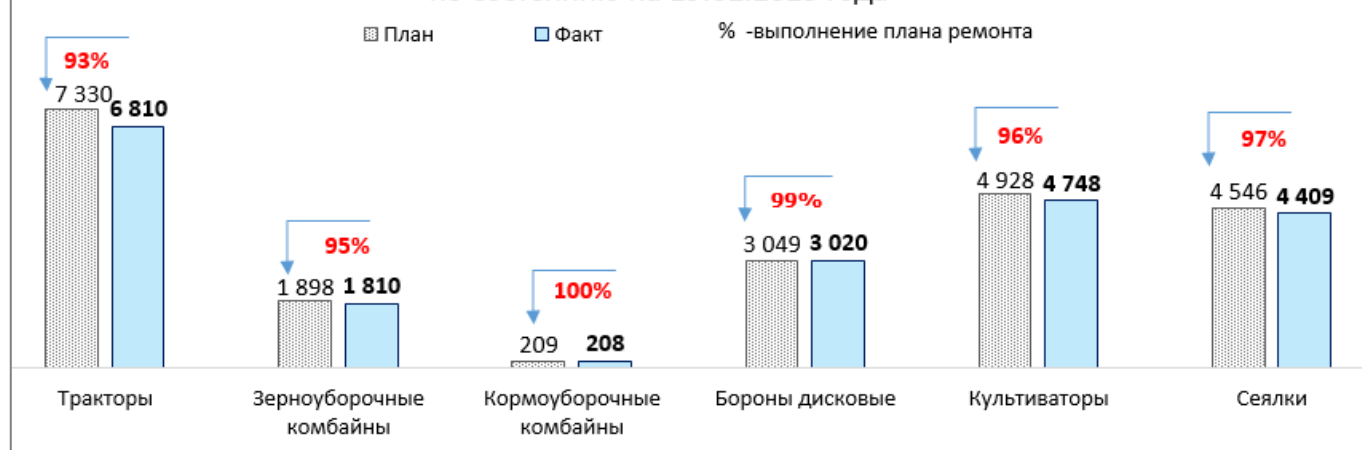 План Факт % -выполнение плана ремонта
93%
7 330 6 810
95%
1 898 1 810
100%
209 208
99%
3 049 3 020
96%
4 928 4 748
97%
4 546 4 409
Тракторы
Зерноуборочные
комбайны
Кормоуборочные
комбайны
Бороны дисковые
Культиваторы
Сеялки